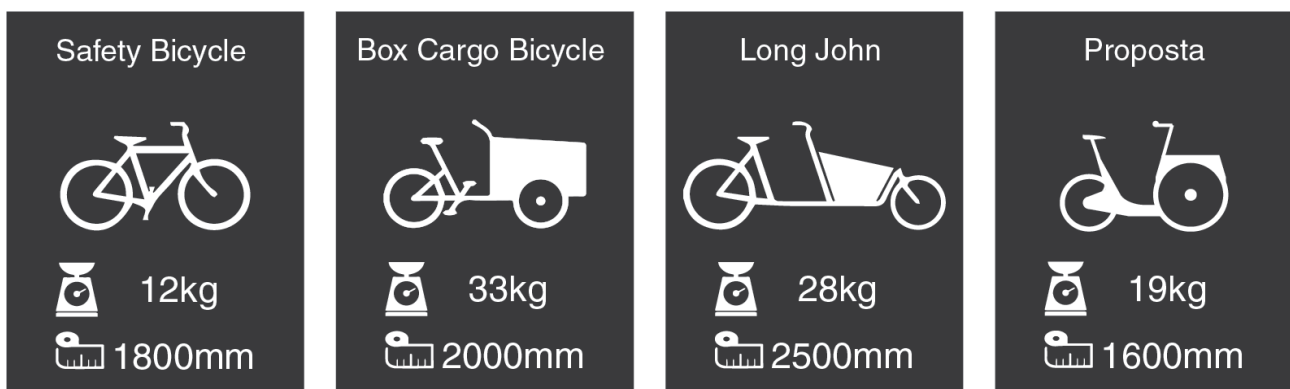 Safety Bicycle
12kg
1800mm
Box Cargo Bicycle
33kg
2000mm
Long John
28kg
2500mm
Proposta
19kg
1600mm